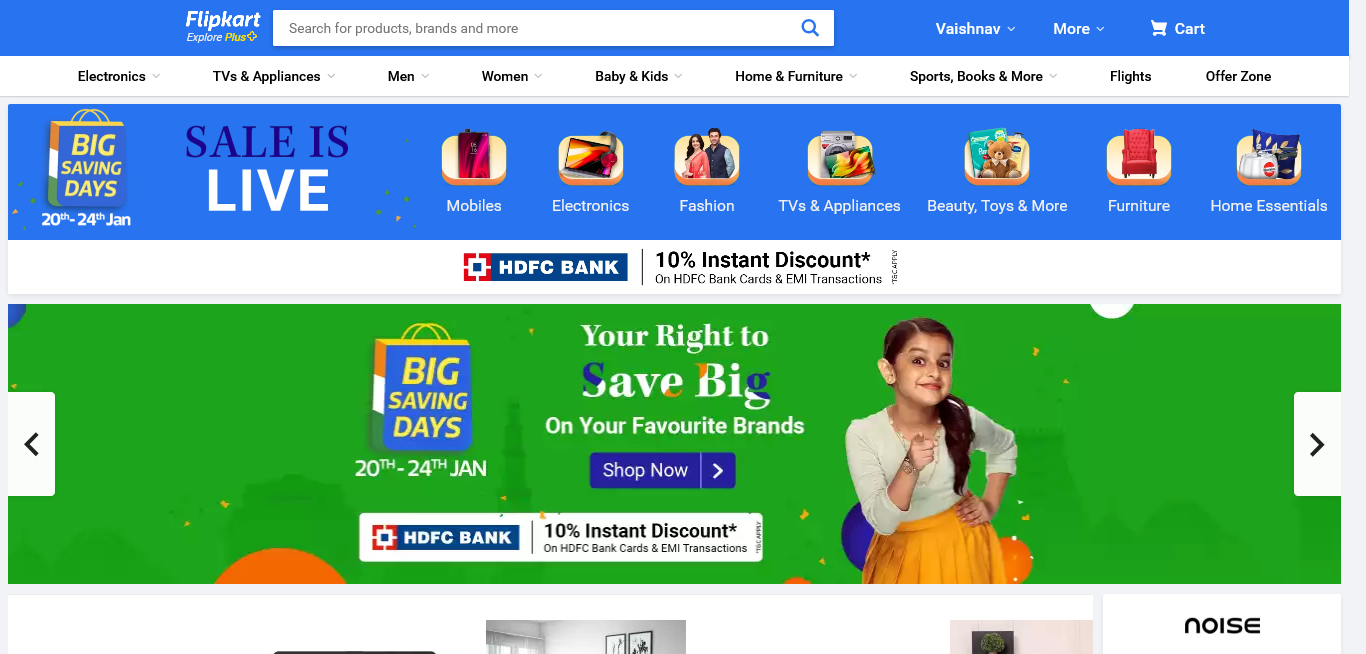 Flipkart
Explore Plus
Search for products, brands and more
Vaishnav
More
Cart
Electronics
TVs & Appliances
Men
Women
Baby & Kids
Home & Furniture
Sports, Books & More
Flights
Offer Zone
BIG
SAVING
DAYS
20th - 24th Jan
SALE IS
LIVE
Mobiles
Electronics
Fashion
TVs & Appliances
Beauty, Toys & More
Furniture
Home Essentials
HDFC BANK
10% Instant Discount*
On HDFC Bank Cards & EMI Transactions
*T&C APPLY
BIG
SAVING
DAYS
20TH - 24TH JAN
Your Right to
Save Big
On Your Favourite Brands
Shop Now
HDFC BANK
10% Instant Discount*
On HDFC Bank Cards & EMI Transactions
*T&C APPLY
noise